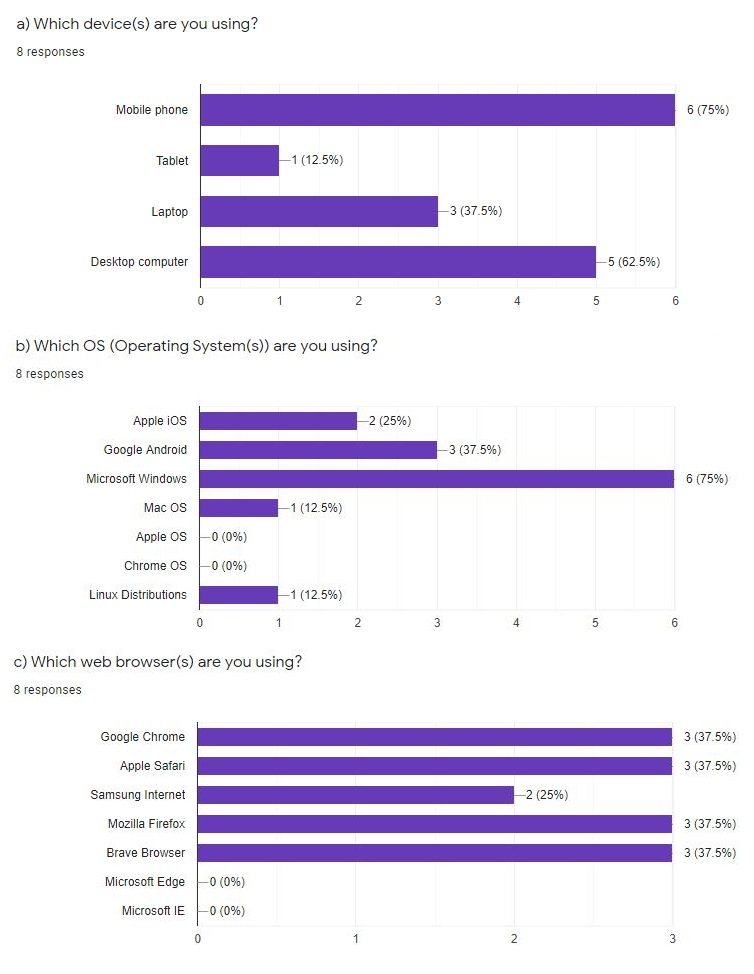 a) Which device(s) are you using?
8 responses
Mobile phone 6 (75%)
Tablet 1 (12.5%)
Laptop 3 (37.5%)
Desktop computer 5 (62.5%)
0 1 2 3 4 5 6
b) Which OS (Operating System(s)) are you using?
8 responses
Apple iOS 2 (25%)
Google Android 3 (37.5%)
Microsoft Windows 6 (75%)
Mac OS 1 (12.5%)
Apple OS 0 (0%)
Chrome OS 0 (0%)
Linux Distributions 1 (12.5%)
0 1 2 3 4 5 6
c) Which web browser(s) are you using?
8 responses
Google Chrome 3 (37.5%)
Apple Safari 3 (37.5%)
Samsung Internet 2 (25%)
Mozilla Firefox 3 (37.5%)
Brave Browser 3 (37.5%)
Microsoft Edge 0 (0%)
Microsoft IE 0 (0%)
0 1 2 3